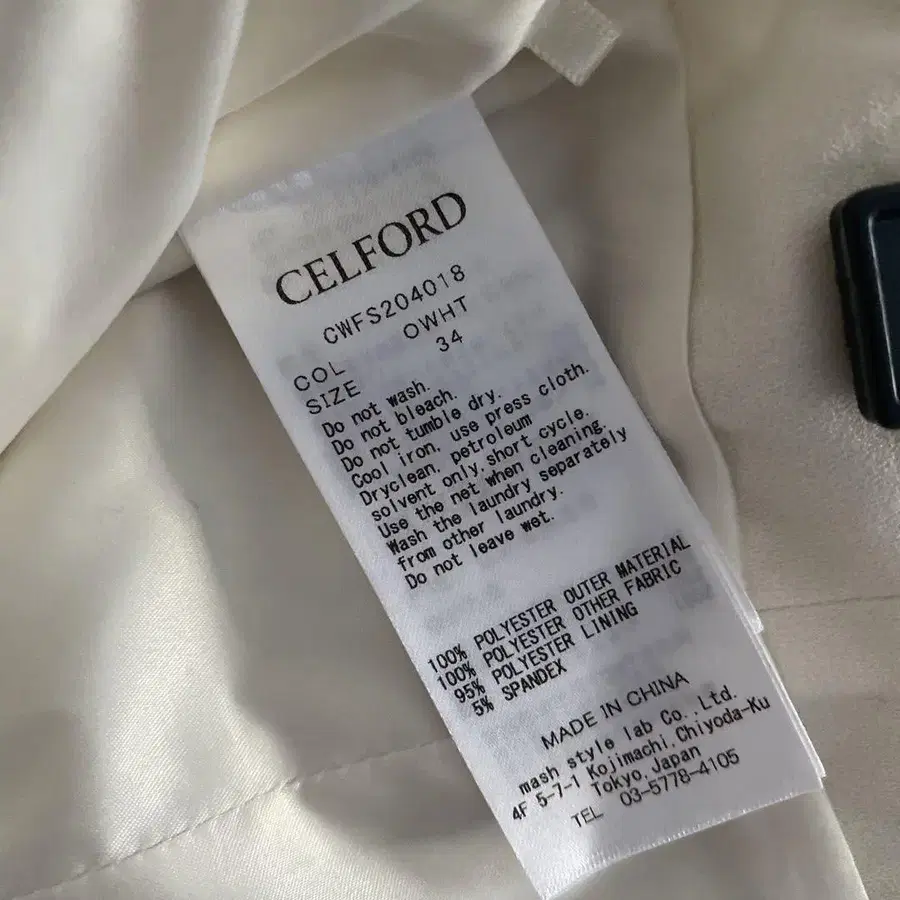 CELFORD
CWFS204018
COL OWHT
SIZE 34
Do not wash.
Do not bleach.
Do not tumble dry.
Cool iron, use press cloth.
Dryclean, petroleum
solvent only, short cycle.
Use the net when cleaning.
Wash the laundry separately
from other laundry.
Do not leave wet.
100% POLYESTER OUTER MATERIAL
100% POLYESTER OTHER FABRIC
95% POLYESTER LINING
5% SPANDEX
MADE IN CHINA
mash style lab Co.,Ltd.
4F 5-7-1 Kojimachi,Chiyoda-Ku
Tokyo,Japan
TEL 03-5778-4105